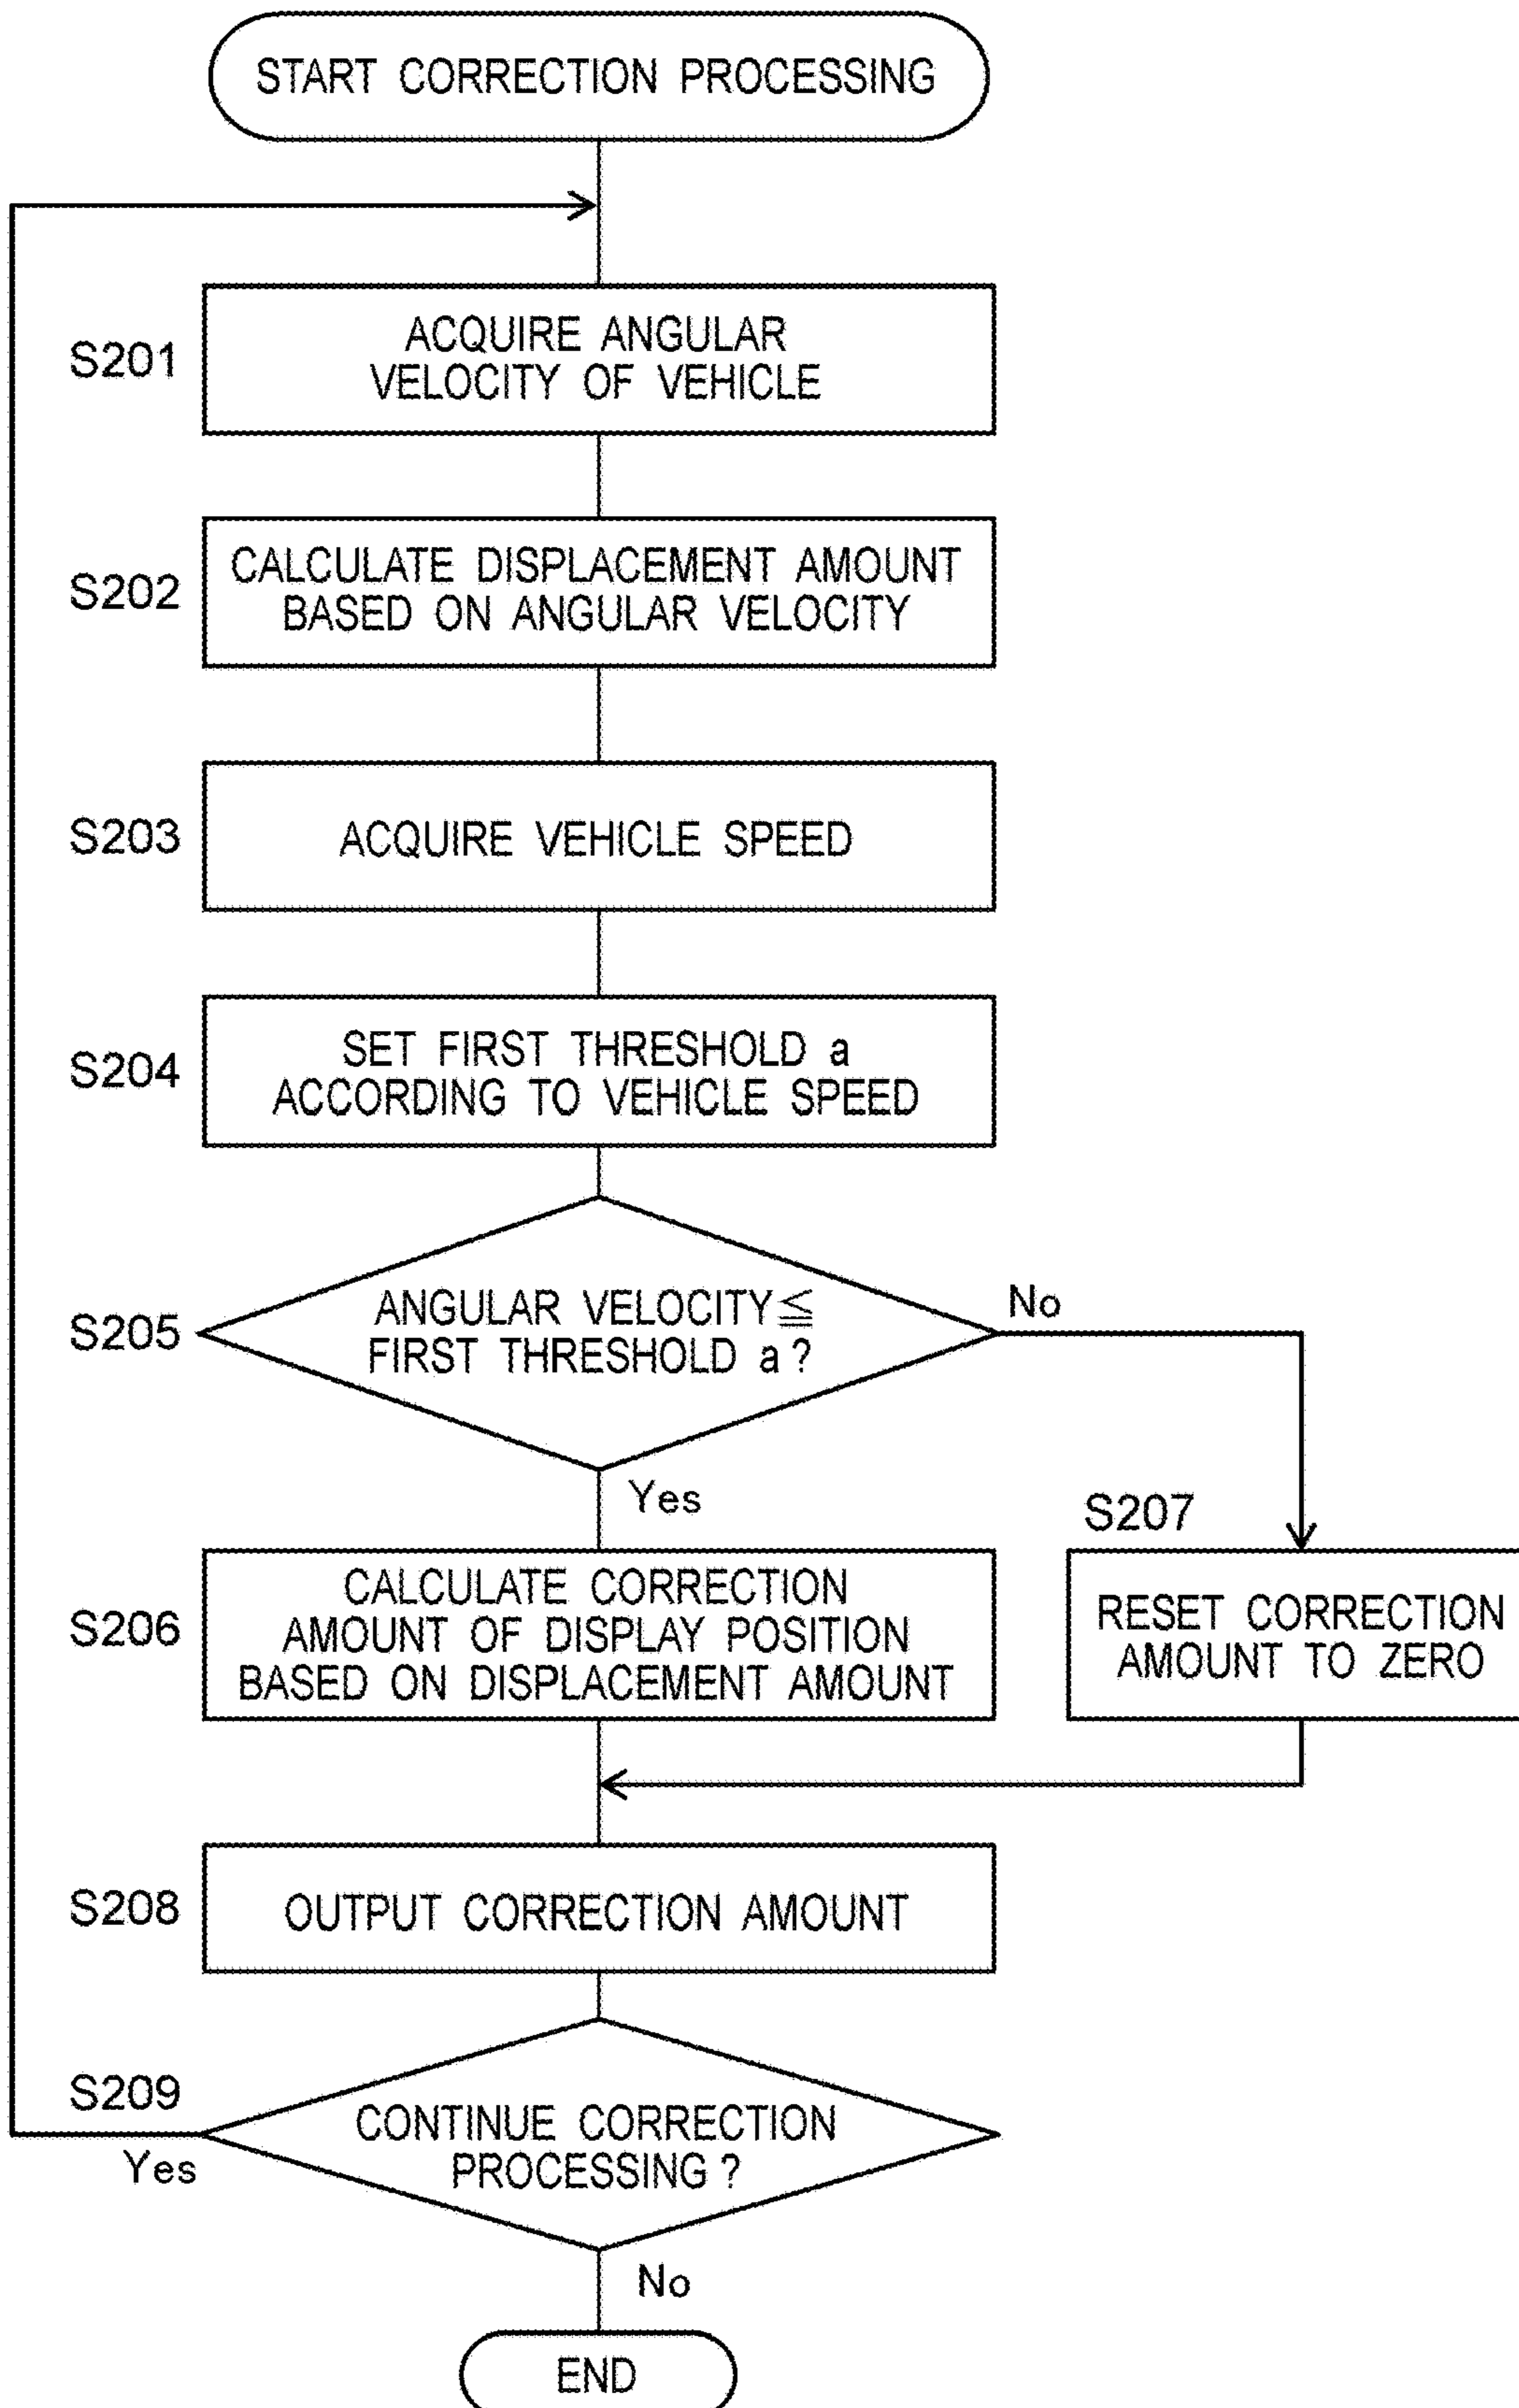 START CORRECTION PROCESSING
S201
ACQUIRE ANGULAR
VELOCITY OF VEHICLE
S202
CALCULATE DISPLACEMENT AMOUNT
BASED ON ANGULAR VELOCITY
S203
ACQUIRE VEHICLE SPEED
S204
SET FIRST THRESHOLD a
ACCORDING TO VEHICLE SPEED
S205
ANGULAR VELOCITY≦
FIRST THRESHOLD a?
No
Yes
S206
CALCULATE CORRECTION
AMOUNT OF DISPLAY POSITION
BASED ON DISPLACEMENT AMOUNT
S207
RESET CORRECTION
AMOUNT TO ZERO
S208
OUTPUT CORRECTION AMOUNT
S209
CONTINUE CORRECTION
PROCESSING?
Yes
No
END